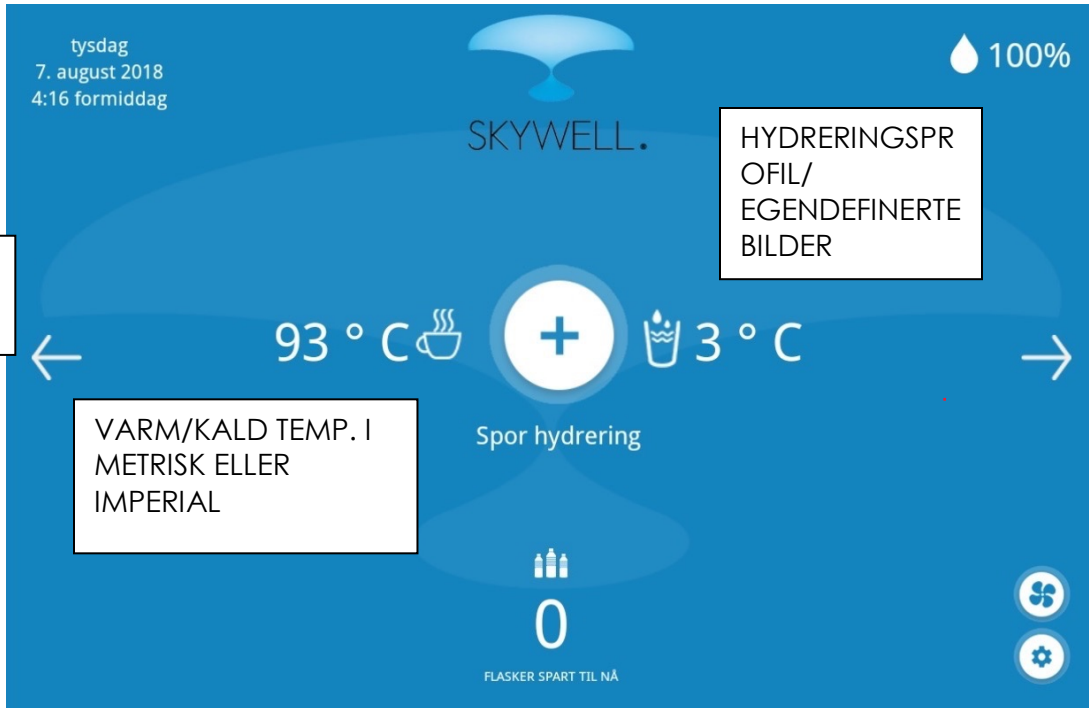 tysdag
7. august 2018
4:16 formiddag
SKYWELL.
100%
HYDRERINGSPR
OFIL/
EGENDEFINERTE
BILDER
93 ° C
+
3 ° C
Spor hydrering
VARM/KALD TEMP. I
METRISK ELLER
IMPERIAL
0
FLASKER SPART TIL NÅ